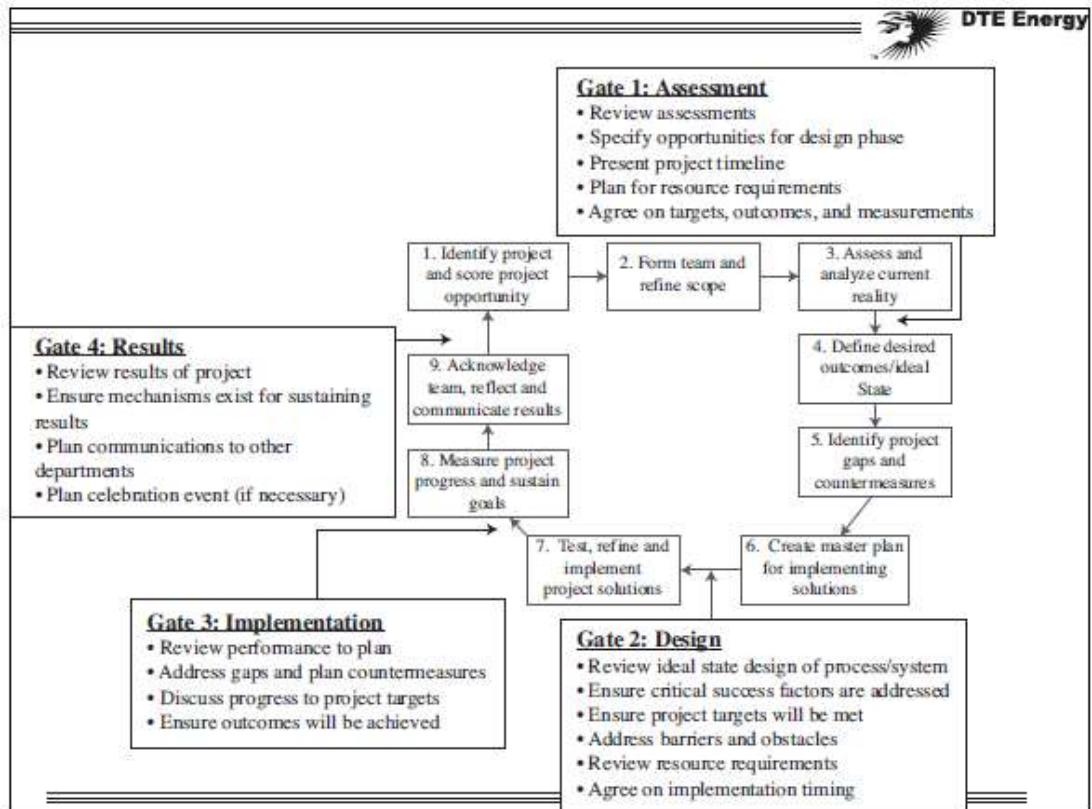 DTE Energy
Gate 1: Assessment
• Review assessments
• Specify opportunities for design phase
• Present project timeline
• Plan for resource requirements
• Agree on targets, outcomes, and measurements
1. Identify project
and score project
opportunity
2. Form team and
refine scope
3. Assess and
analyze current
reality
Gate 4: Results
• Review results of project
• Ensure mechanisms exist for sustaining
results
• Plan communications to other
departments
• Plan celebration event (if necessary)
9. Acknowledge
team, reflect and
communicate results
4. Define desired
outcomes/ideal
State
8. Measure project
progress and sustain
goals
5. Identify project
gaps and
countermeasures
7. Test, refine and
implement
project solutions
6. Create master plan
for implementing
solutions
Gate 3: Implementation
• Review performance to plan
• Address gaps and plan countermeasures
• Discuss progress to project targets
• Ensure outcomes will be achieved
Gate 2: Design
• Review ideal state design of process/system
• Ensure critical success factors are addressed
• Ensure project targets will be met
• Address barriers and obstacles
• Review resource requirements
• Agree on implementation timing